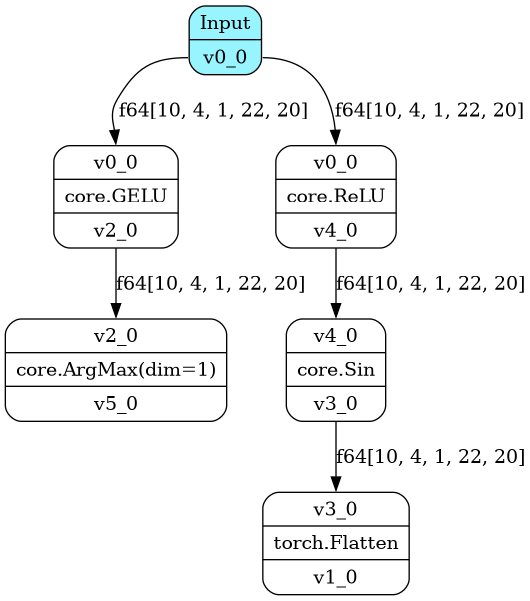 Input
v0_0
f64[10, 4, 1, 22, 20]
f64[10, 4, 1, 22, 20]
v0_0
core.GELU
v2_0
v0_0
core.ReLU
v4_0
f64[10, 4, 1, 22, 20]
f64[10, 4, 1, 22, 20]
v2_0
core.ArgMax(dim=1)
v5_0
v4_0
core.Sin
v3_0
f64[10, 4, 1, 22, 20]
v3_0
torch.Flatten
v1_0